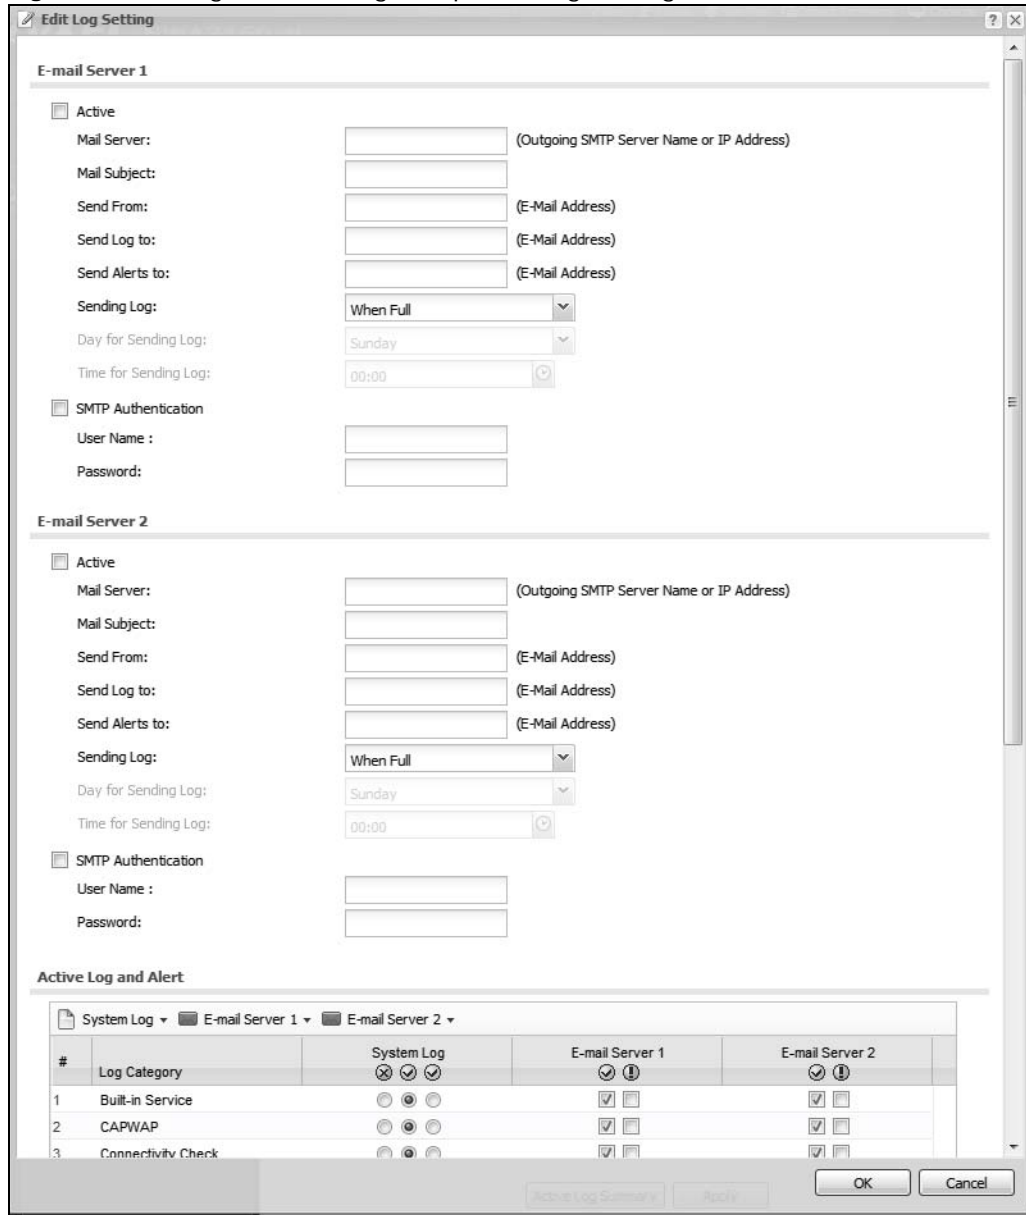 Edit Log Setting ? X
E-mail Server 1
Active
Mail Server: (Outgoing SMTP Server Name or IP Address)
Mail Subject:
Send From: (E-Mail Address)
Send Log to: (E-Mail Address)
Send Alerts to: (E-Mail Address)
Sending Log: When Full
Day for Sending Log: Sunday
Time for Sending Log: 00:00
SMTP Authentication
User Name :
Password:
E-mail Server 2
Active
Mail Server: (Outgoing SMTP Server Name or IP Address)
Mail Subject:
Send From: (E-Mail Address)
Send Log to: (E-Mail Address)
Send Alerts to: (E-Mail Address)
Sending Log: When Full
Day for Sending Log: Sunday
Time for Sending Log: 00:00
SMTP Authentication
User Name :
Password:
Active Log and Alert
System Log E-mail Server 1 E-mail Server 2
# Log Category System Log E-mail Server 1 E-mail Server 2
1 Built-in Service
2 CAPWAP
3 Connectivity Check
OK Cancel
Active Log Summary Apply